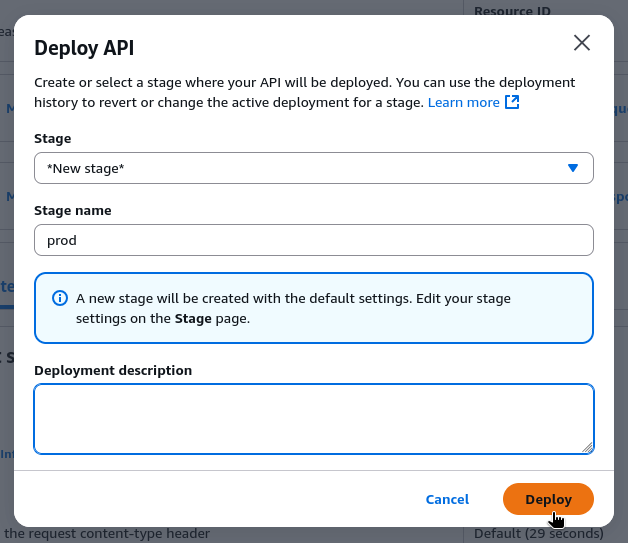 Resource ID
Deploy API
Create or select a stage where your API will be deployed. You can use the deployment
history to revert or change the active deployment for a stage. Learn more
Stage
*New stage*
Stage name
prod
A new stage will be created with the default settings. Edit your stage
settings on the Stage page.
Deployment description
Cancel
Deploy
the request content-type header
Default (29 seconds)